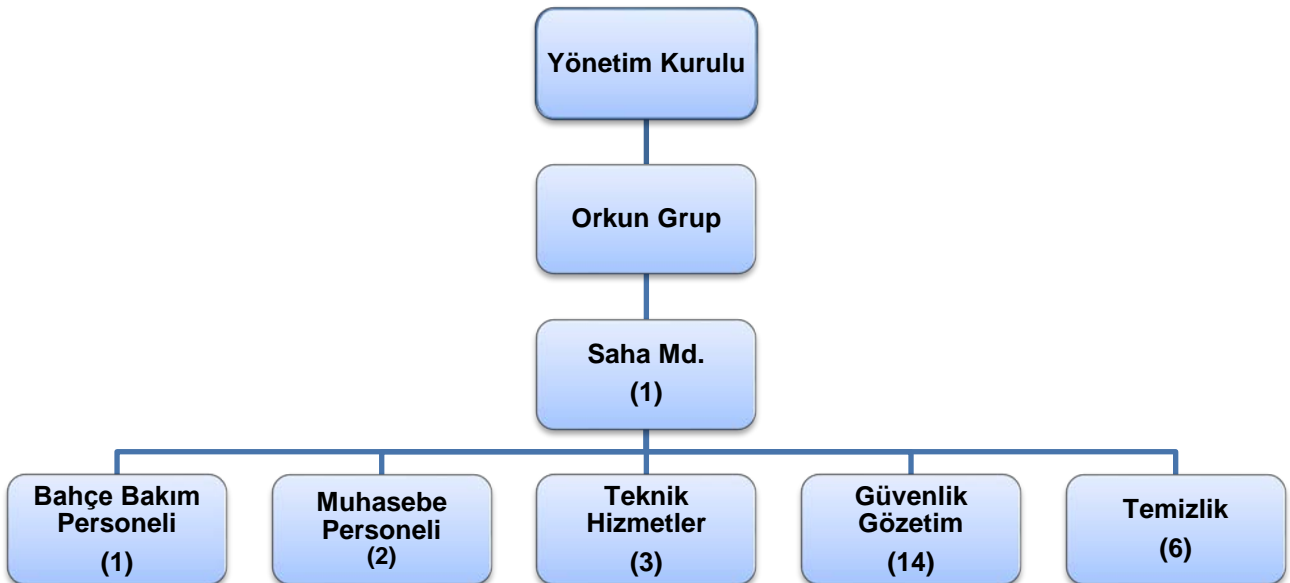 Yönetim Kurulu
Orkun Grup
Saha Md.
(1)
Bahçe Bakım
Personeli
(1)
Muhasebe
Personeli
(2)
Teknik
Hizmetler
(3)
Güvenlik
Gözetim
(14)
Temizlik
(6)